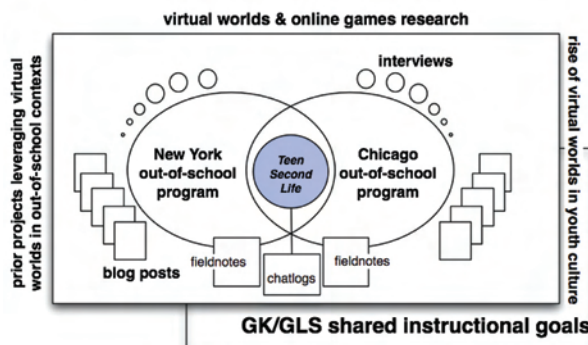 virtual worlds & online games research
prior projects leveraging virtual
worlds in out-of-school contexts
interviews
rise of virtual worlds in youth culture
New York
out-of-school
program
Teen
Second
Life
Chicago
out-of-school
program
blog posts
fieldnotes
chatlogs
fieldnotes
GK/GLS shared instructional goals